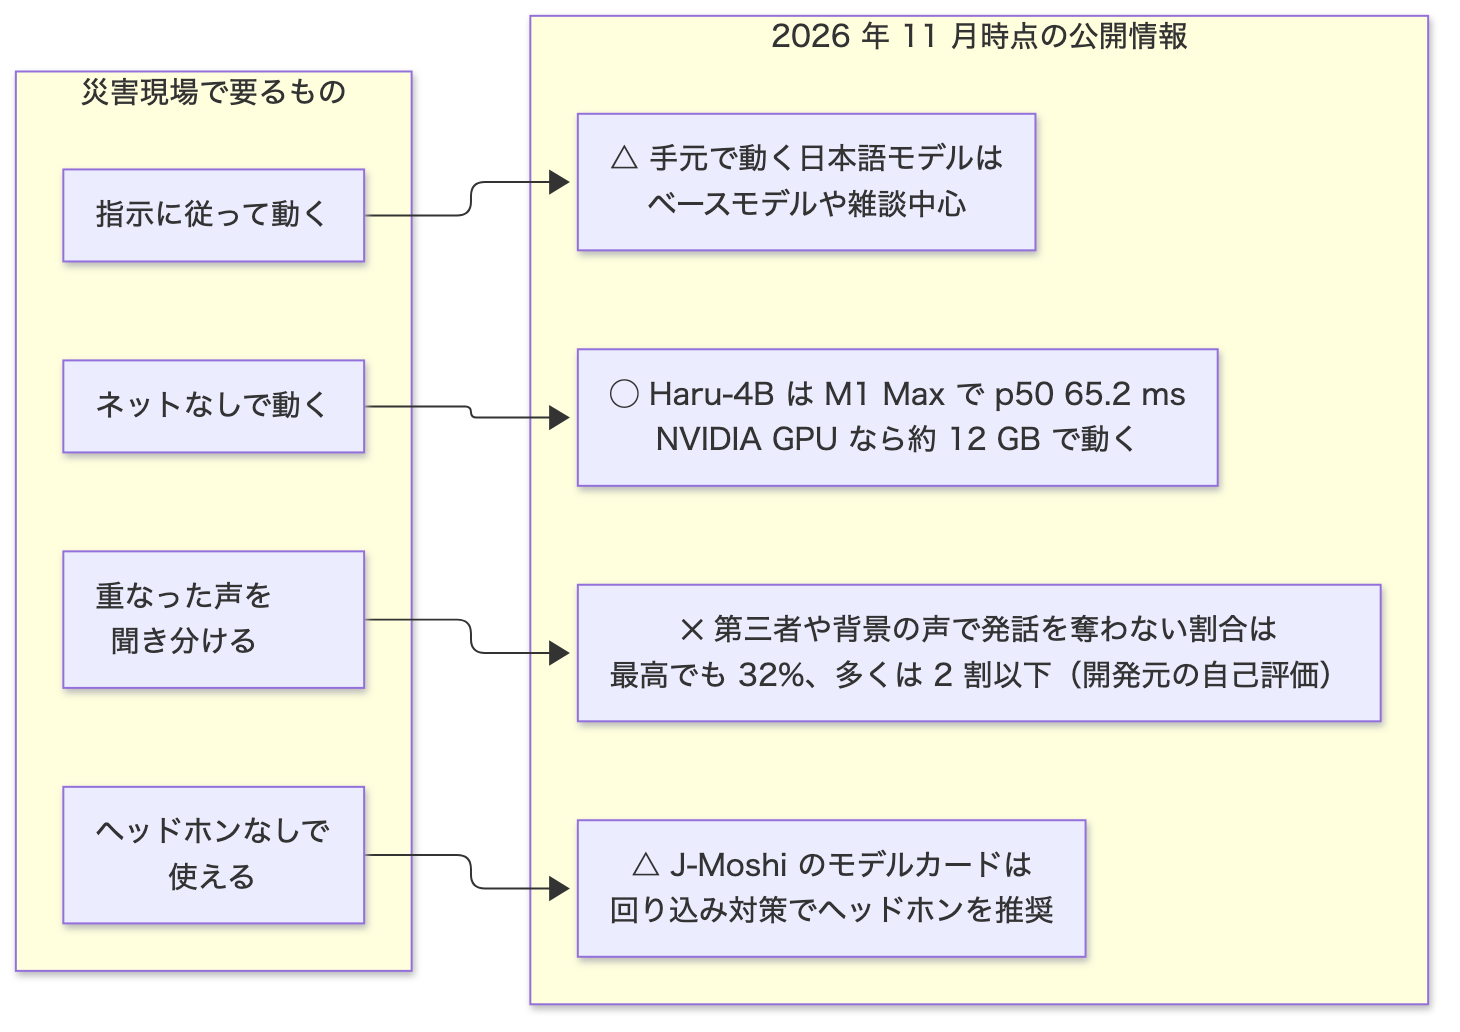 災害現場で要るもの
指示に従って動く
ネットなしで動く
重なった声を
聞き分ける
ヘッドホンなしで
使える
2026 年 11 月時点の公開情報
△ 手元で動く日本語モデルは
ベースモデルや雑談中心
○ Haru-4B は M1 Max で p50 65.2 ms
NVIDIA GPU なら約 12 GB で動く
× 第三者や背景の声で発話を奪わない割合は
最高でも 32%、多くは 2 割以下（開発元の自己評価）
△ J-Moshi のモデルカードは
回り込み対策でヘッドホンを推奨